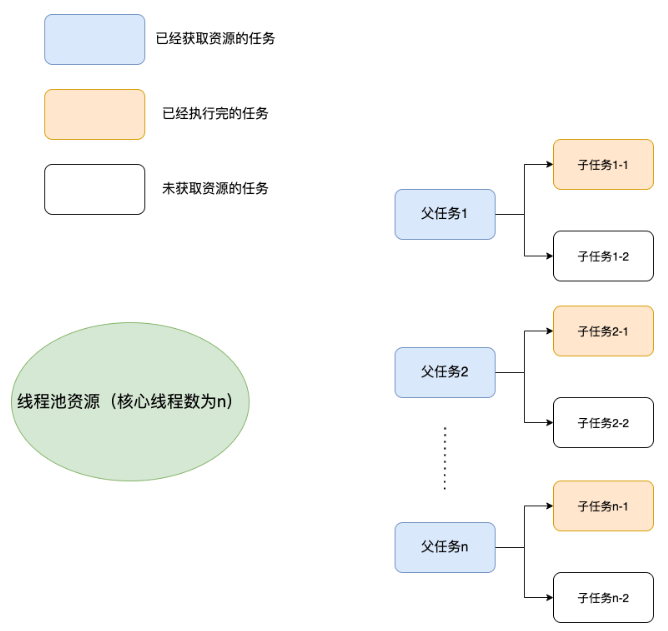 已经获取资源的任务
已经执行完的任务
未获取资源的任务
线程池资源（核心线程数为n）
父任务1
子任务1-1
子任务1-2
父任务2
子任务2-1
子任务2-2
父任务n
子任务n-1
子任务n-2